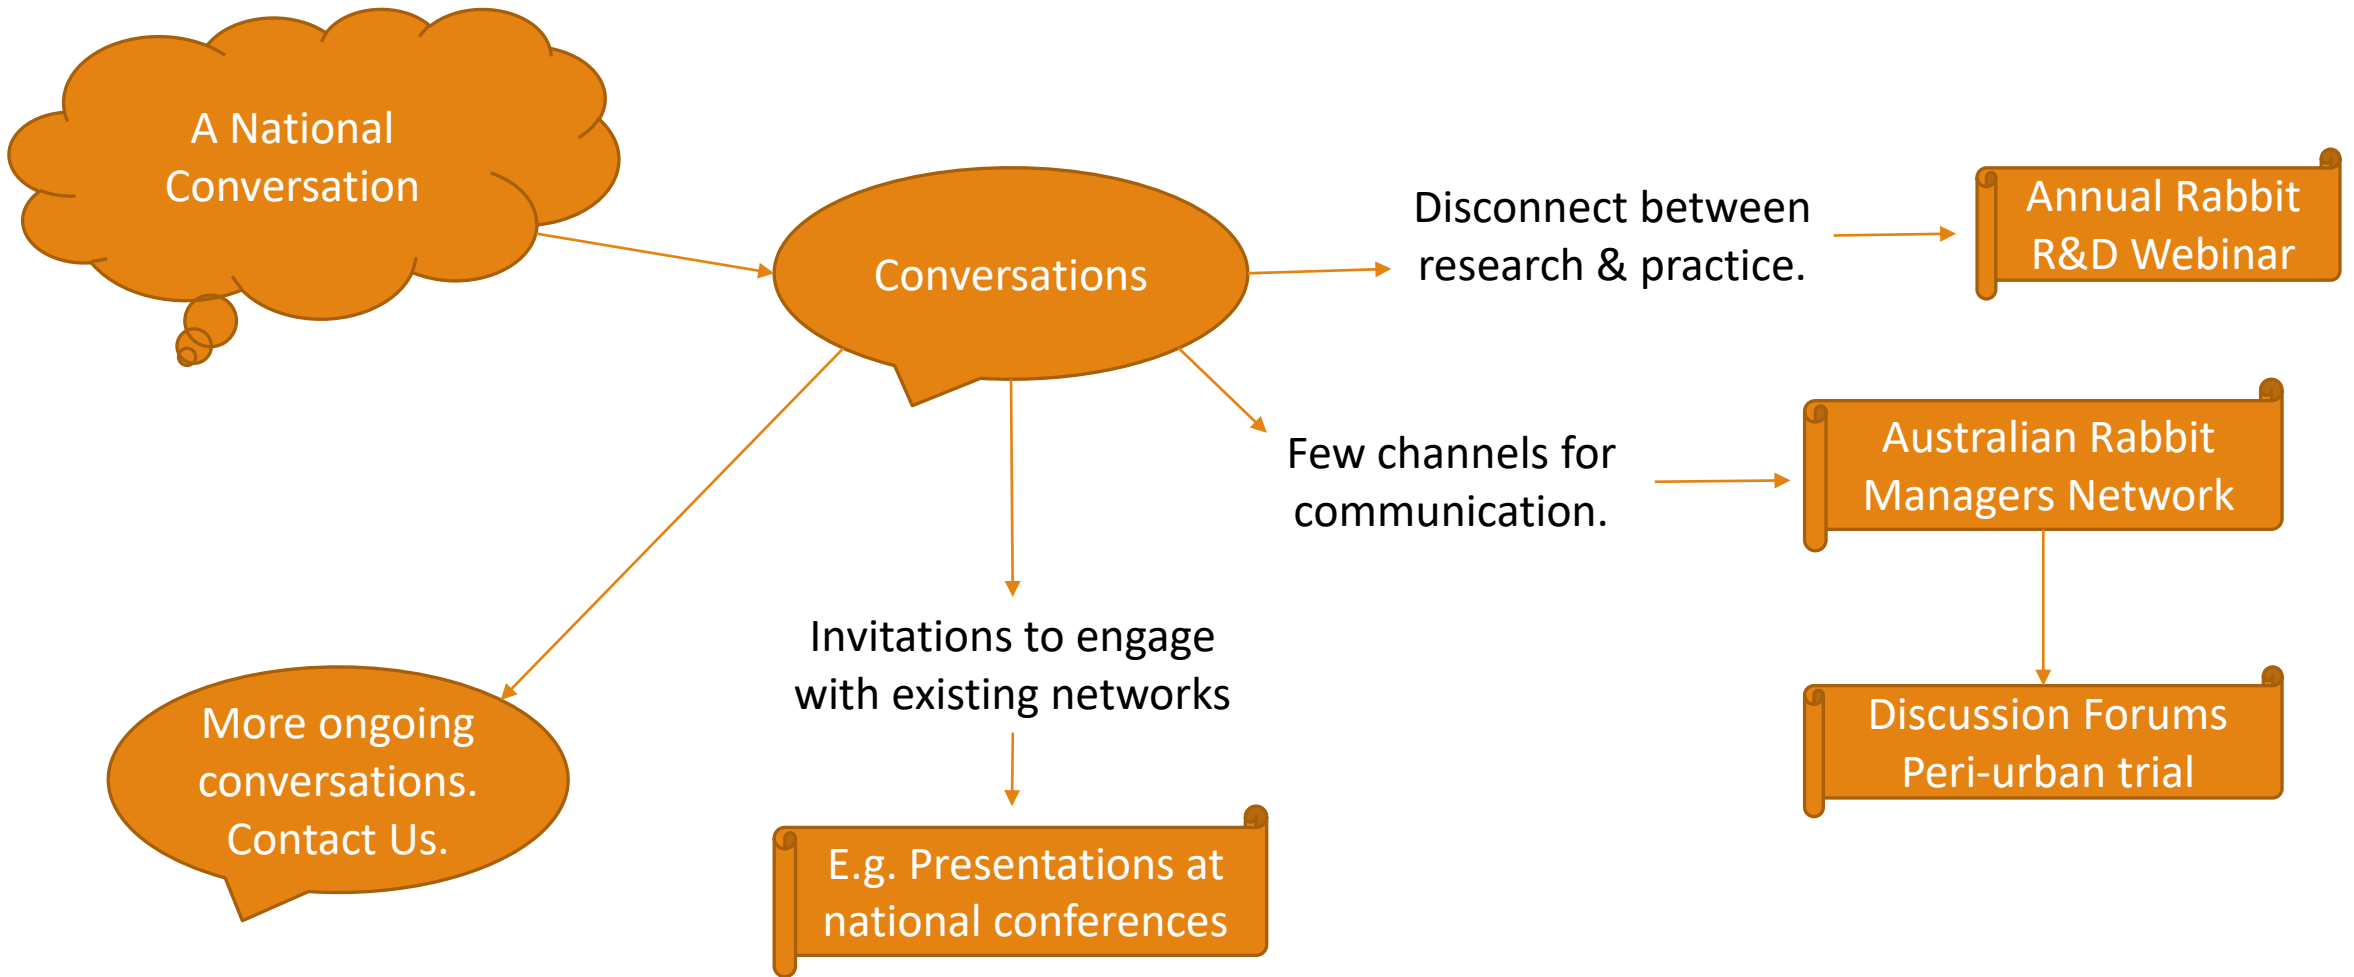 A National
Conversation
Conversations
Disconnect between
research & practice.
Annual Rabbit
R&D Webinar
Few channels for
communication.
Australian Rabbit
Managers Network
Discussion Forums
Peri-urban trial
Invitations to engage
with existing networks
E.g. Presentations at
national conferences
More ongoing
conversations.
Contact Us.